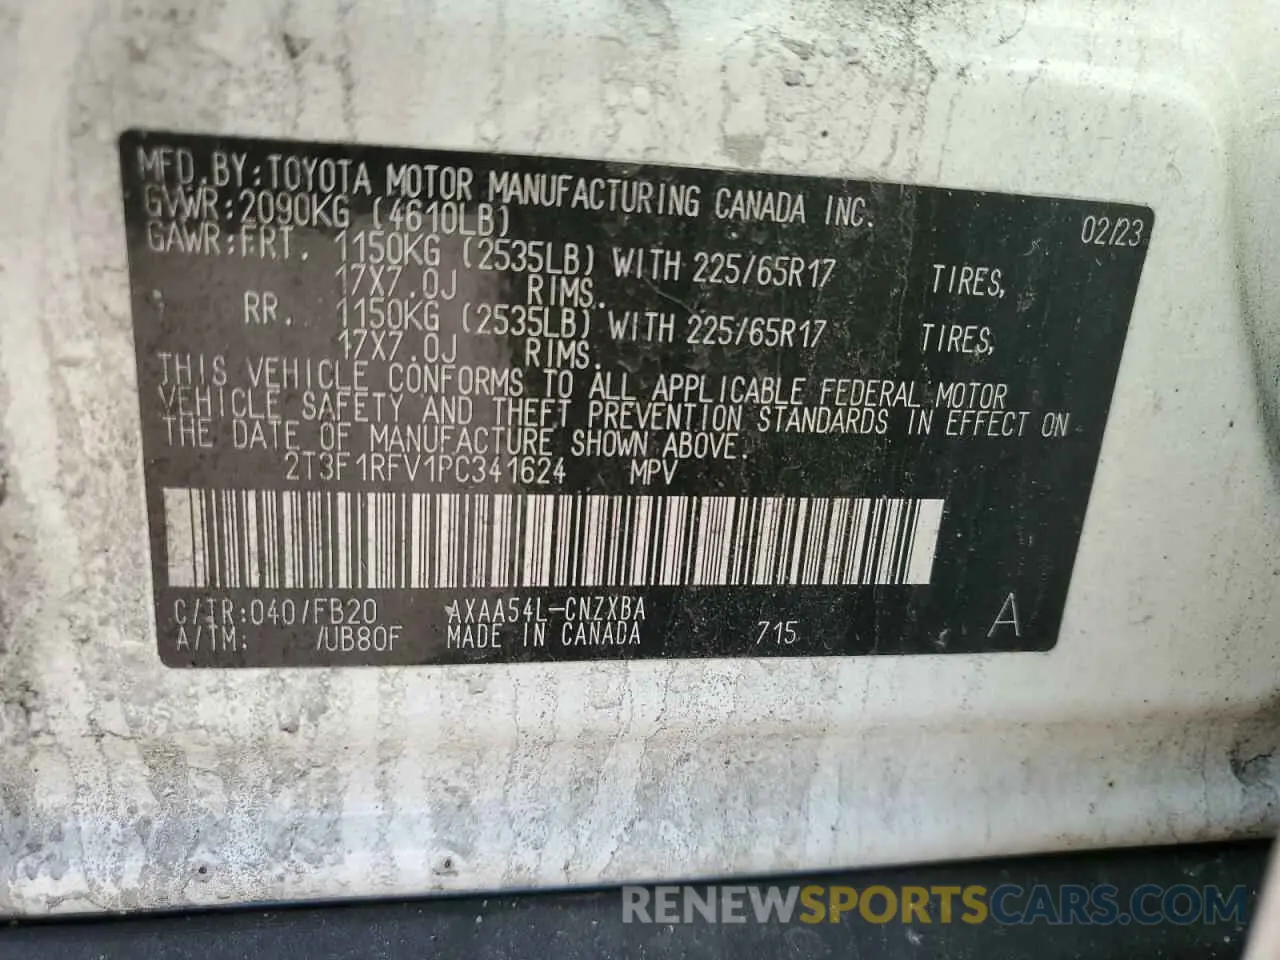 MFD.BY:TOYOTA MOTOR MANUFACTURING CANADA INC. 02/23
GVWR:2090KG (4610LB)
GAWR:FRT. 1150KG (2535LB) WITH 225/65R17 TIRES,
17X7.0J RIMS.
RR. 1150KG (2535LB) WITH 225/65R17 TIRES,
17X7.0J RIMS.
THIS VEHICLE CONFORMS TO ALL APPLICABLE FEDERAL MOTOR
VEHICLE SAFETY AND THEFT PREVENTION STANDARDS IN EFFECT ON
THE DATE OF MANUFACTURE SHOWN ABOVE.
2T3F1RFV1PC341624 MPV
C/TR:040/FB20 AXAA54L-CNZXBA
A/TM: /UB80F MADE IN CANADA 715 A
RENEWSPORTSCARS.COM